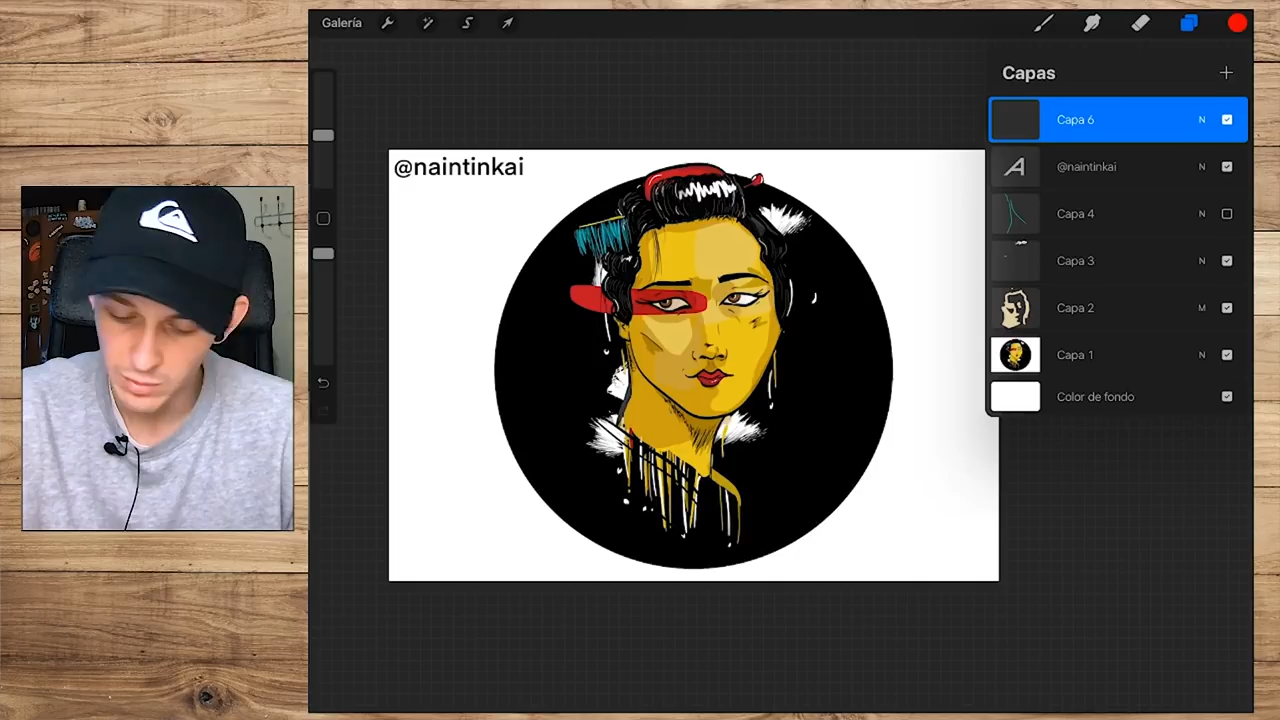 Galería
Capas
Capa 6 N
@naintinkai N
Capa 4 N
Capa 3 N
Capa 2 M
Capa 1 N
Color de fondo
@naintinkai